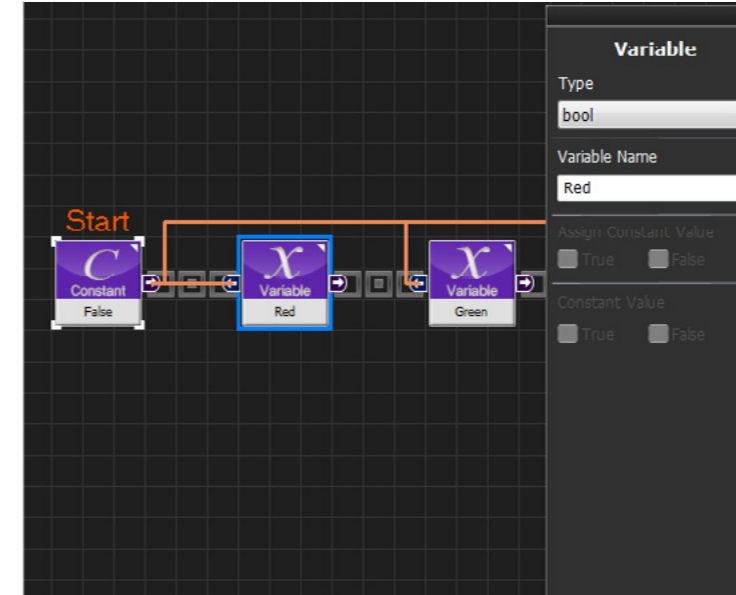 Start
C
Constant
False
X
Variable
Red
X
Variable
Green
Variable
Type
bool
Variable Name
Red
Assign Constant Value
True False
Constant Value
True False